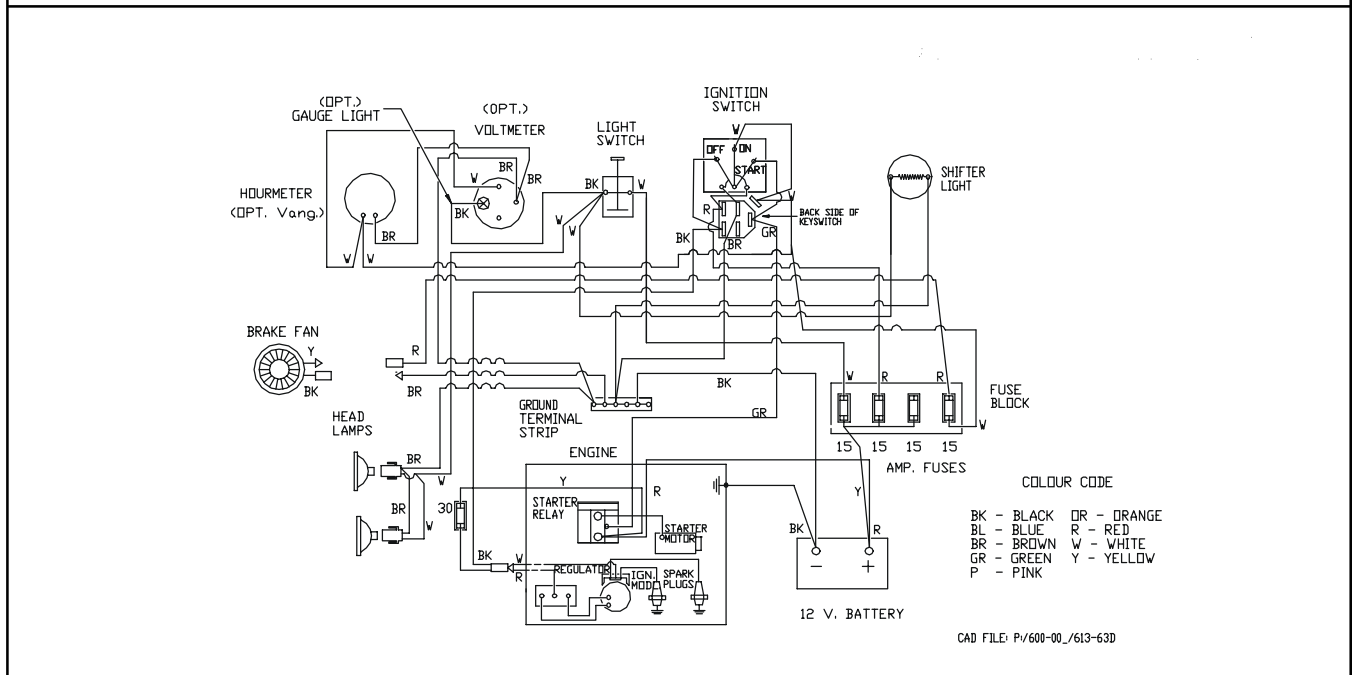 IGNITION
SWITCH
(OPT.)
GAUGE LIGHT
(OPT.)
VOLTMETER
LIGHT
SWITCH
W
OFF
ON
START
BR
BR
W
BK
W
SHIFTER
LIGHT
HOURMETER
(OPT. Vang.)
BK
W
R
W
BACK SIDE OF
KEYSWITCH
BR
W
W
BK
BR
GR
W
W
BRAKE FAN
Y
BK
R
BR
BK
GR
W
R
R
W
FUSE
BLOCK
15
15
15
15
AMP. FUSES
GROUND
TERMINAL
STRIP
HEAD
LAMPS
BR
W
BR
W
30
ENGINE
Y
R
STARTER
RELAY
STARTER
MOTOR
BK
W
R
REGULATOR
IGN.
MOD.
SPARK
PLUGS
Y
BK
R
-
+
12 V. BATTERY
COLOUR CODE
BK - BLACK OR - ORANGE
BL - BLUE R - RED
BR - BROWN W - WHITE
GR - GREEN Y - YELLOW
P - PINK
CAD FILE: P:/600-00_/613-63D